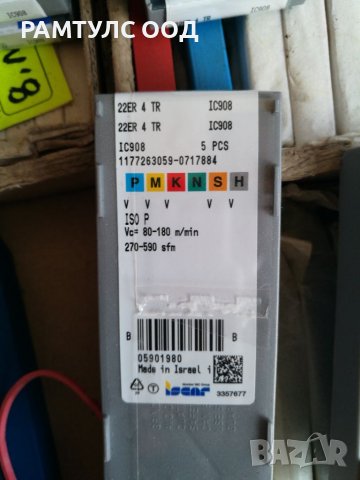 РАМТУЛС ООД
22ER 4 TR IC908
22ER 4 TR IC908
IC908 5 PCS
1177263059-0717884
P M K N S H
V V V V V
ISO P
Vc= 80-180 m/min
270-590 sfm
B B
05901980
Made in Israel i
iscar
3357677
bazar